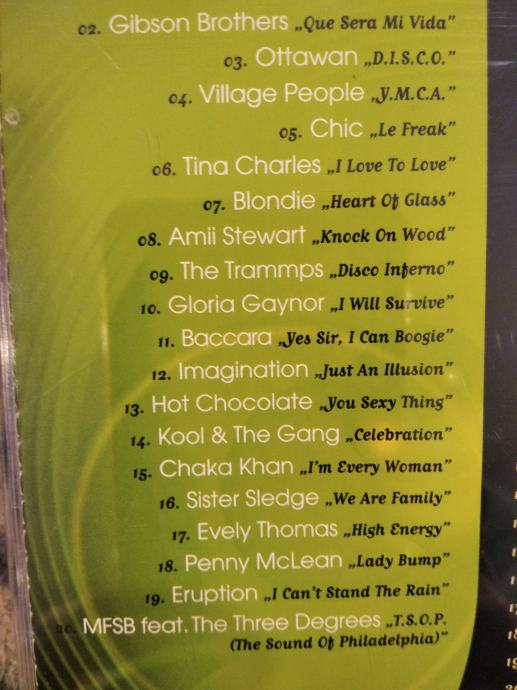 02. Gibson Brothers „Que Sera Mi Vida”
03. Ottawan „D.I.S.C.O.”
04. Village People „Y.M.C.A.”
05. Chic „Le Freak”
06. Tina Charles „I Love To Love”
07. Blondie „Heart Of Glass”
08. Amii Stewart „Knock On Wood”
09. The Trammps „Disco Inferno”
10. Gloria Gaynor „I Will Survive”
11. Baccara „Yes Sir, I Can Boogie”
12. Imagination „Just An Illusion”
13. Hot Chocolate „You Sexy Thing”
14. Kool & The Gang „Celebration”
15. Chaka Khan „I'm Every Woman”
16. Sister Sledge „We Are Family”
17. Evely Thomas „High Energy”
18. Penny McLean „Lady Bump”
19. Eruption „I Can't Stand The Rain”
20. MFSB feat. The Three Degrees „T.S.O.P.
(The Sound Of Philadelphia)”